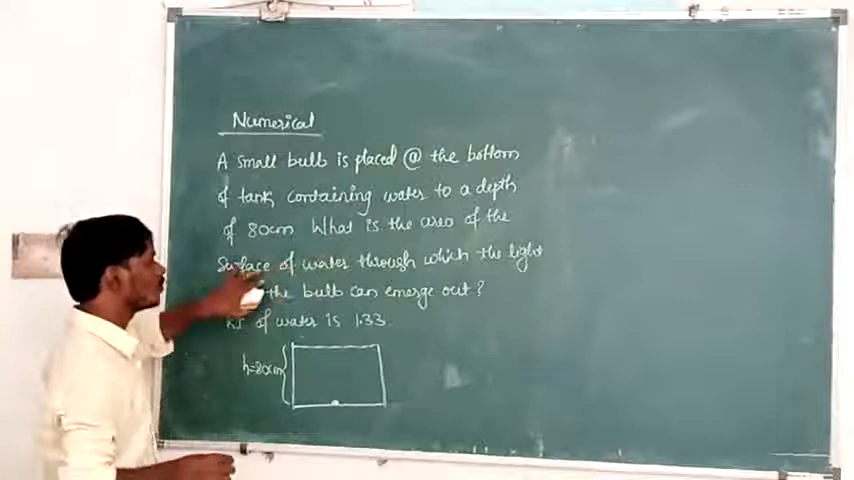 Numerical
A small bulb is placed @ the bottom
of tank containing water to a depth
of 80cm What is the area of the
Surface of water through which the light
the bulb can emerge out?
RI of water is 1.33
h=80cm